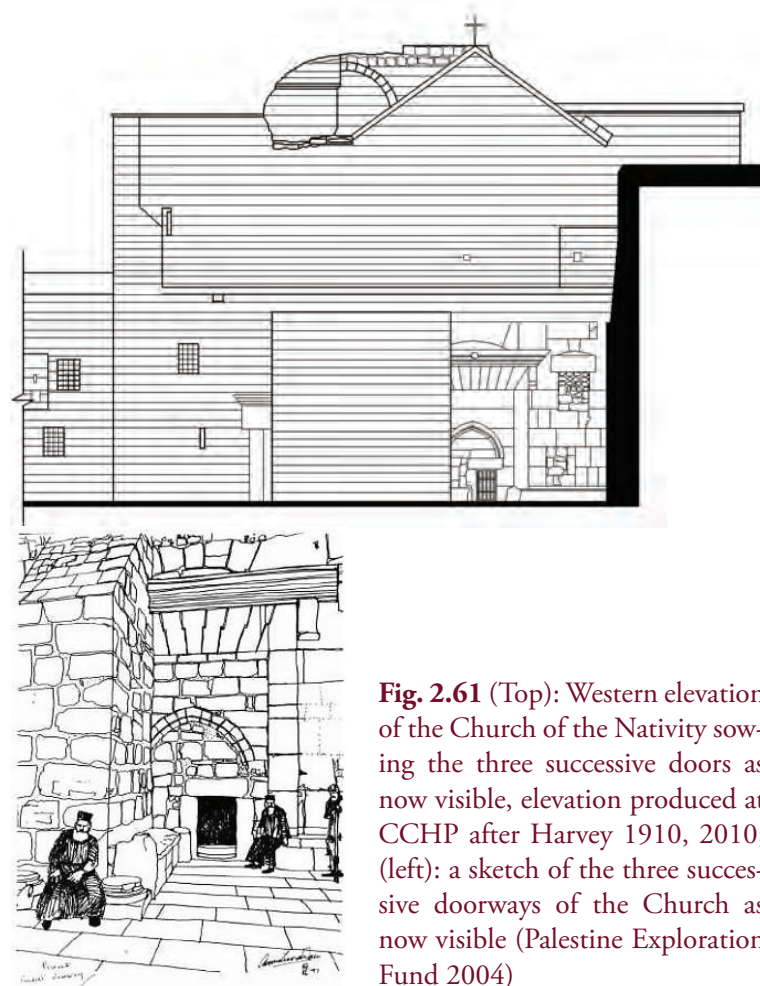 Fig. 2.61 (Top): Western elevation
of the Church of the Nativity sow-
ing the three successive doors as
now visible, elevation produced at
CCHP after Harvey 1910, 2010,
(left): a sketch of the three succes-
sive doorways of the Church as
now visible (Palestine Exploration
Fund 2004)